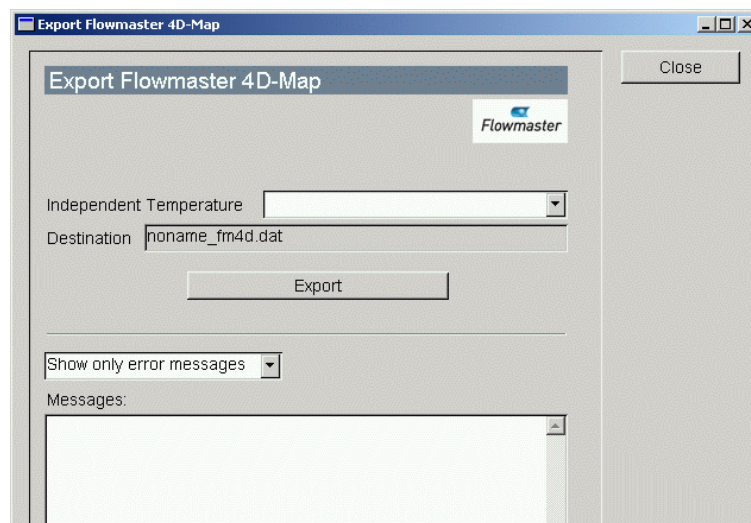 Export Flowmaster 4D-Map
Export Flowmaster 4D-Map
Close
Flowmaster
Independent Temperature
Destination noname_fm4d.dat
Export
Show only error messages
Messages: